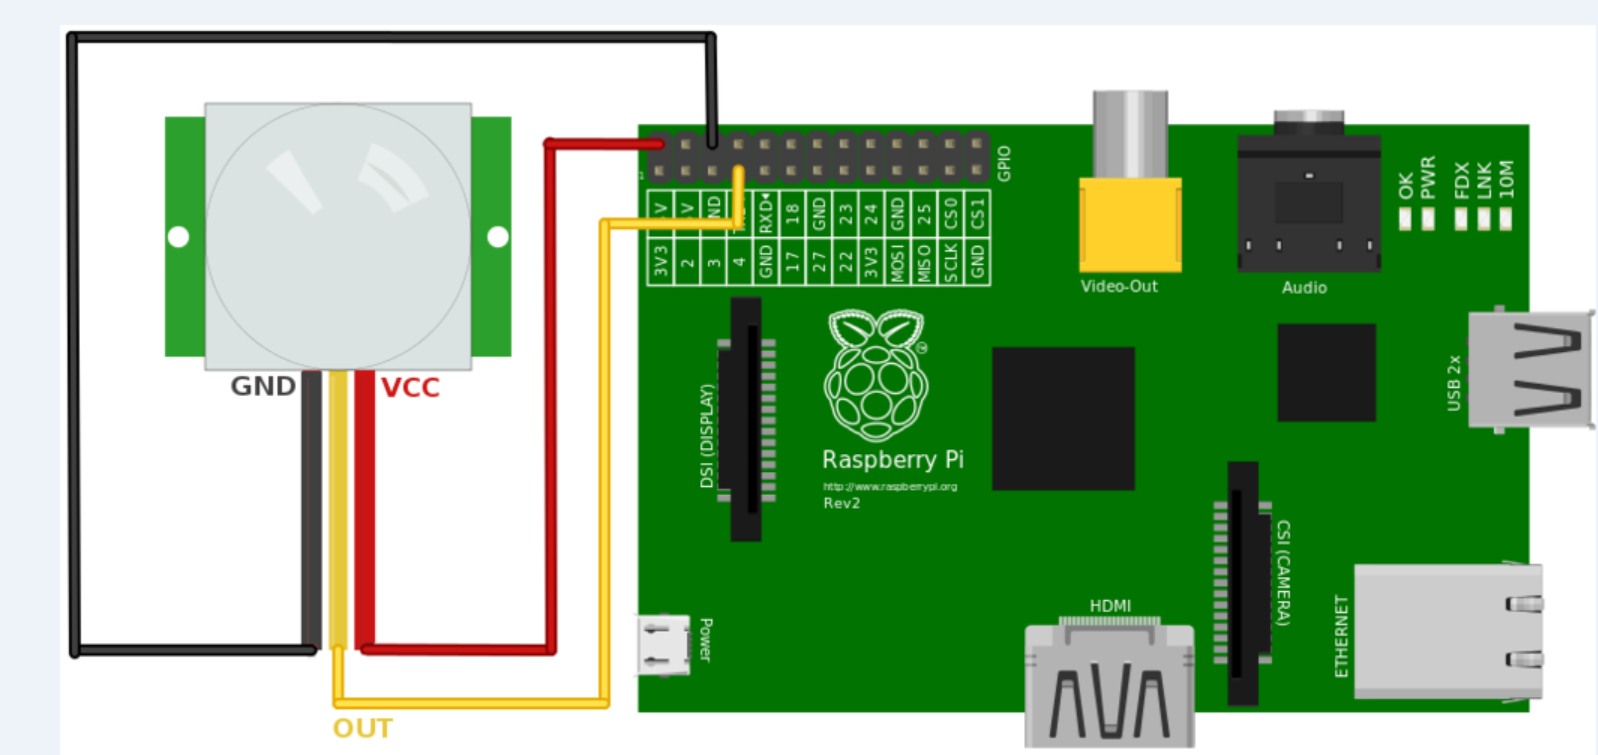 GPIO
V V ND RXD 18 GND 23 24 GND 25 CS0 CS1
3V3 2 3 4 GND 17 27 22 3V3 MOSI MISO SCLK GND
OK
PWR
FDX
LNK
10M
Video-Out
Audio
GND
VCC
DSI (DISPLAY)
USB 2x
Raspberry Pi
http://www.raspberrypi.org
Rev2
CSI (CAMERA)
HDMI
ETHERNET
Power
OUT